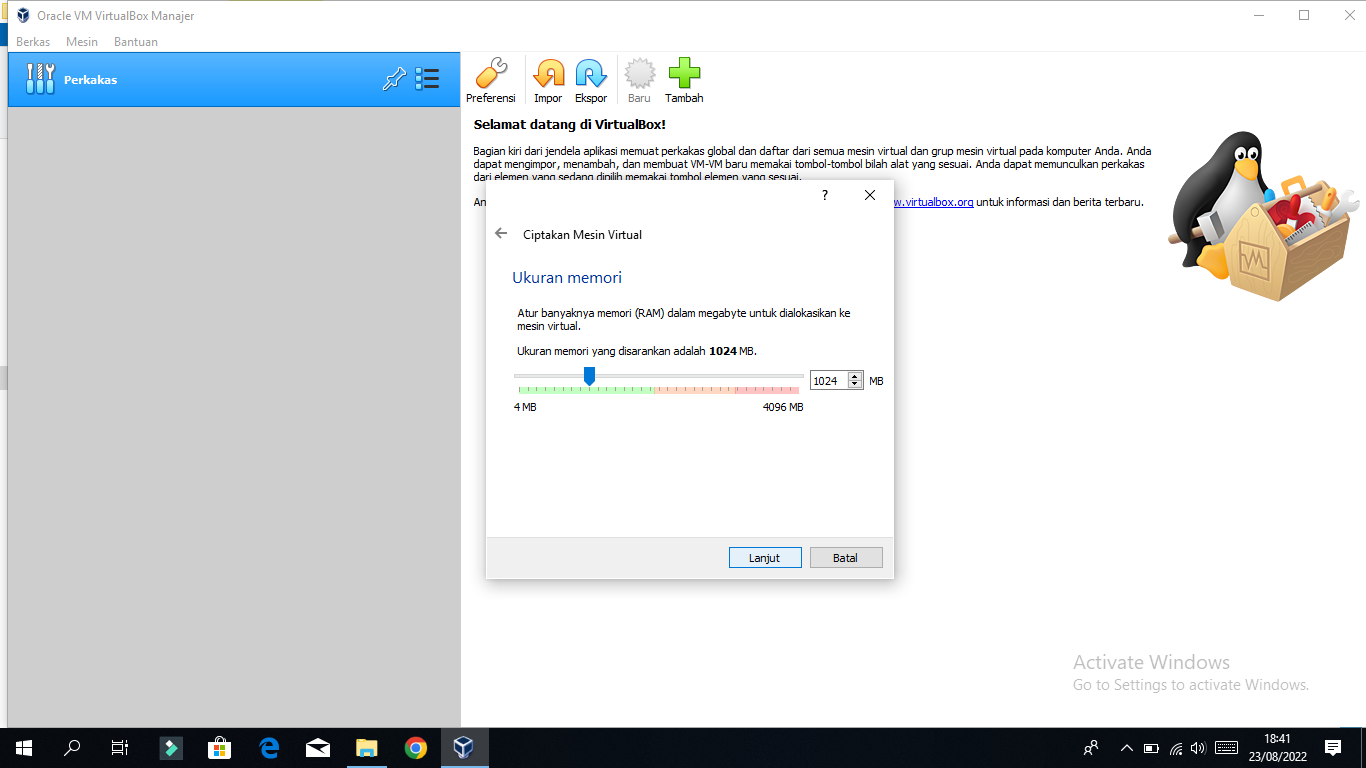 Oracle VM VirtualBox Manajer
Berkas Mesin Bantuan
Perkakas
Preferensi Impor Ekspor Baru Tambah
Selamat datang di VirtualBox!
Bagian kiri dari jendela aplikasi memuat perkakas global dan daftar dari semua mesin virtual dan grup mesin virtual pada komputer Anda. Anda
dapat mengimpor, menambah, dan membuat VM-VM baru memakai tombol-tombol bilah alat yang sesuai. Anda dapat memunculkan perkakas
dari elemen yang sedang dipilih memakai tombol elemen yang sesuai.
w.virtualbox.org untuk informasi dan berita terbaru.
?
Ciptakan Mesin Virtual
Ukuran memori
Atur banyaknya memori (RAM) dalam megabyte untuk dialokasikan ke
mesin virtual.
Ukuran memori yang disarankan adalah 1024 MB.
1024 MB
4 MB 4096 MB
Lanjut Batal
Activate Windows
Go to Settings to activate Windows.
18:41
23/08/2022